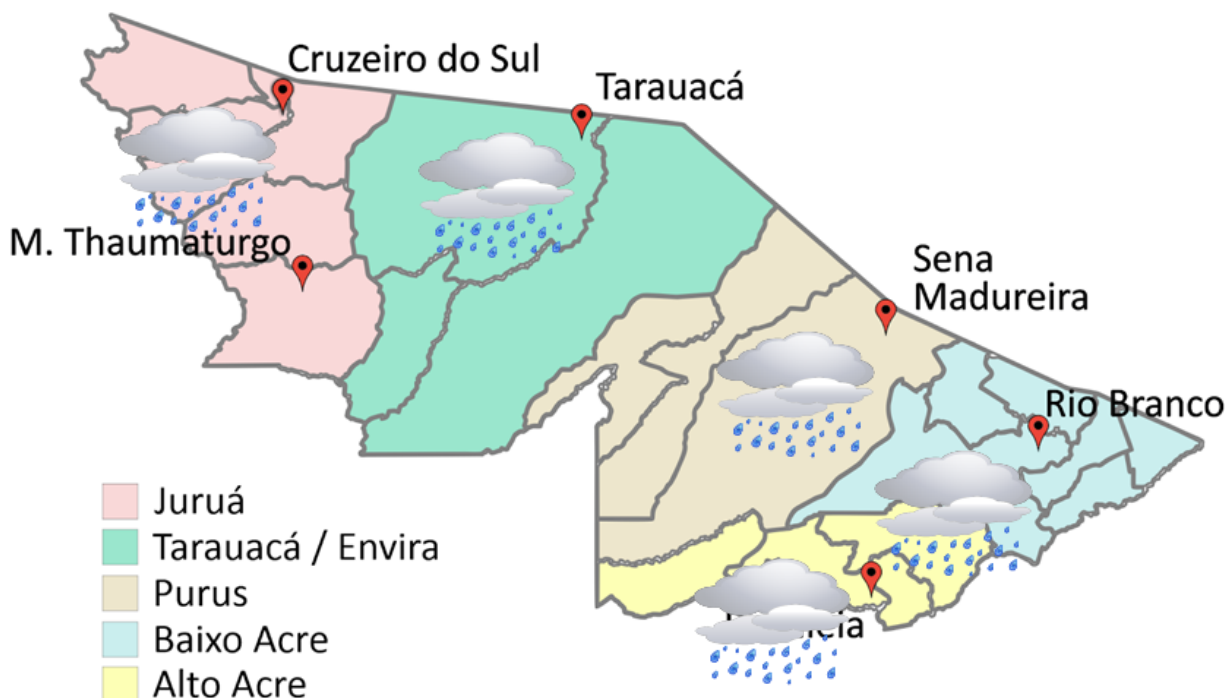 Cruzeiro do Sul
Tarauacá
M. Thaumaturgo
Sena
Madureira
Rio Branco
Juruá
Tarauacá / Envira
Purus
Baixo Acre
Alto Acre